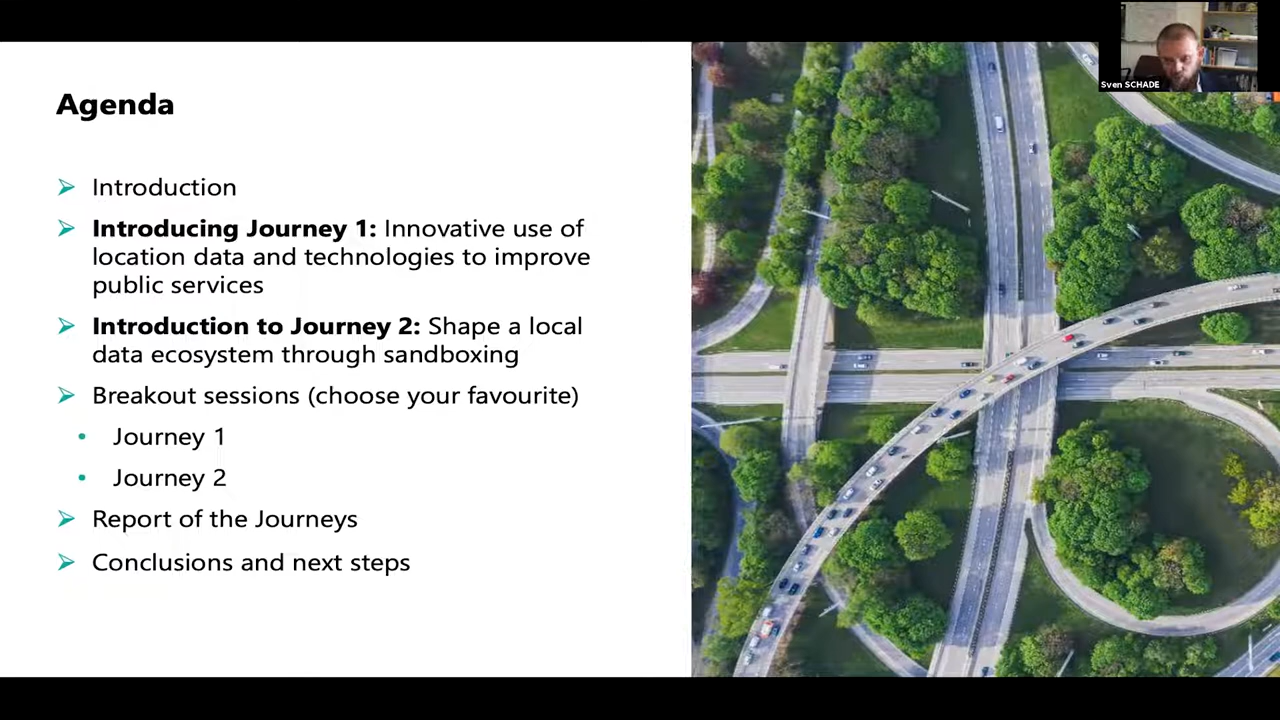 Agenda
Introduction
Introducing Journey 1: Innovative use of
location data and technologies to improve
public services
Introduction to Journey 2: Shape a local
data ecosystem through sandboxing
Breakout sessions (choose your favourite)
Journey 1
Journey 2
Report of the Journeys
Conclusions and next steps
Sven SCHADE